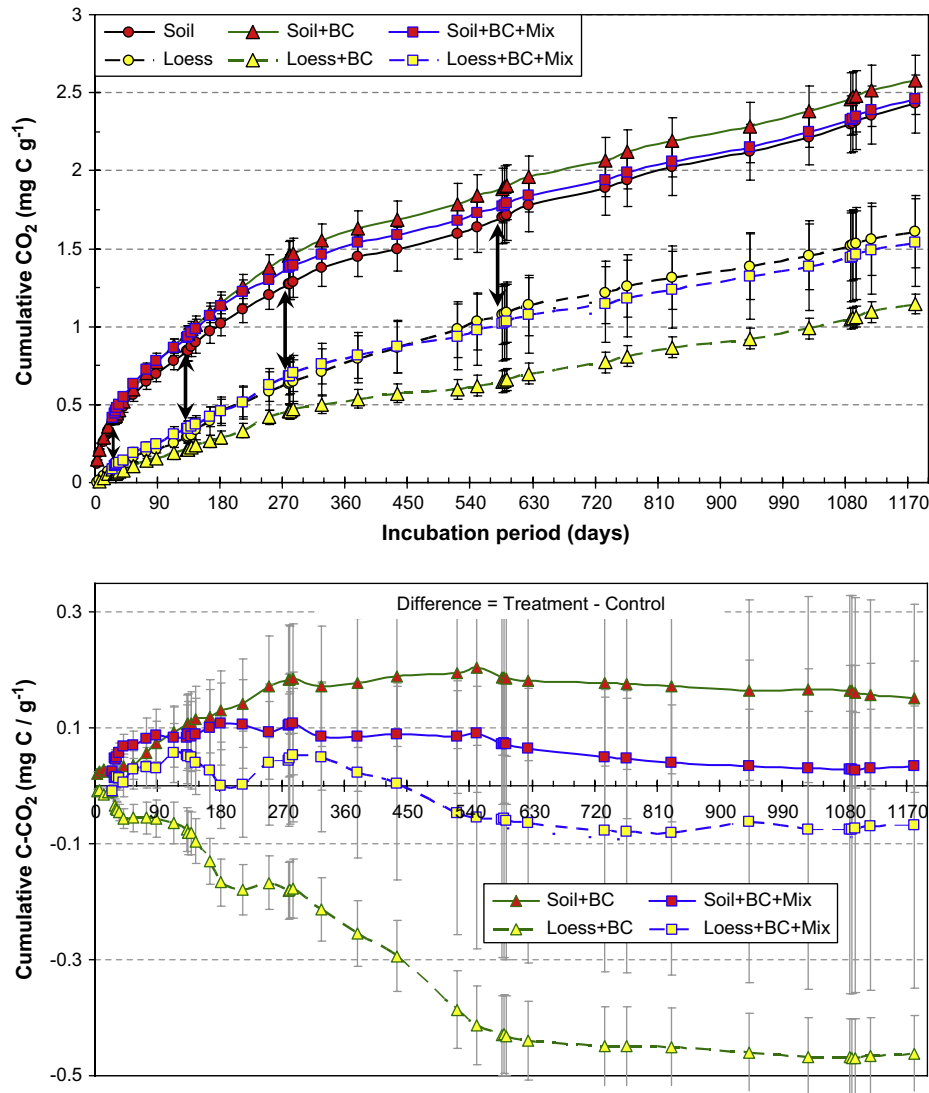 Soil Soil+BC Soil+BC+Mix
Loess Loess+BC Loess+BC+Mix
3
2.5
2
1.5
1
0.5
0
Cumulative CO₂ (mg C g⁻¹)
0 90 180 270 360 450 540 630 720 810 900 990 1080 1170
Incubation period (days)
Difference = Treatment - Control
0.3
0.1
-0.1
-0.3
-0.5
Cumulative C-CO₂ (mg C / g⁻¹)
0 90 180 270 360 450 540 630 720 810 900 990 1080 1170
Soil+BC Soil+BC+Mix
Loess+BC Loess+BC+Mix